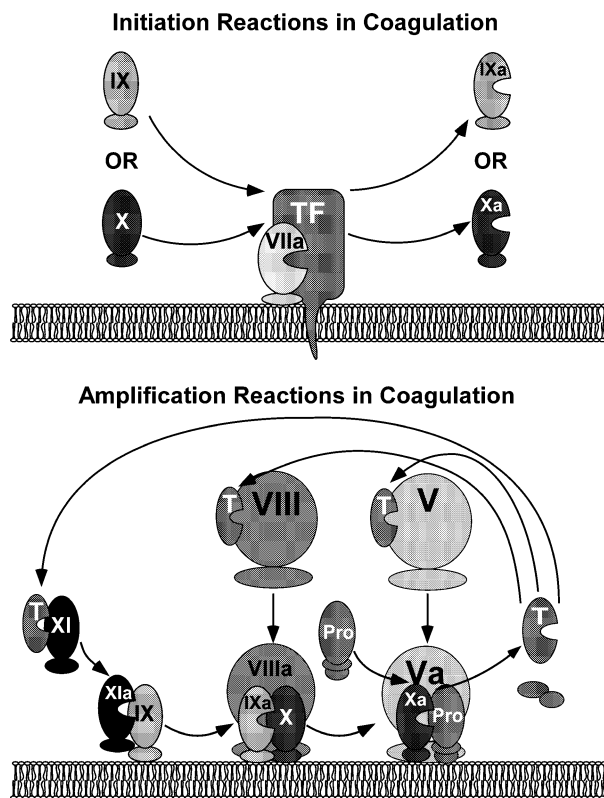 Initiation Reactions in Coagulation
IX
IXa
OR
OR
X
Xa
TF
VIIa
Amplification Reactions in Coagulation
T
VIII
T
V
T
XI
Pro
T
VIIIa
Va
XIa
IX
IXa
X
Xa
Pro